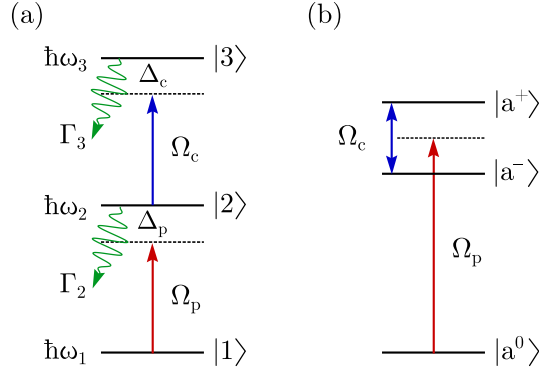 (a)
(b)
ħω₃
|3⟩
Δc
Γ₃
Ωc
ħω₂
|2⟩
Δp
Γ₂
Ωp
ħω₁
|1⟩
|a⁺⟩
Ωc
|a⁻⟩
Ωp
|a⁰⟩